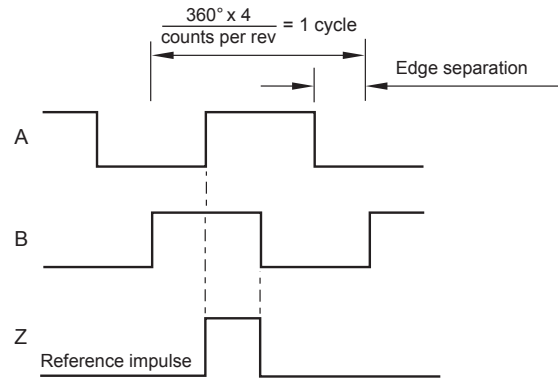 360° x 4
counts per rev
= 1 cycle
Edge separation
A
B
Z
Reference impulse